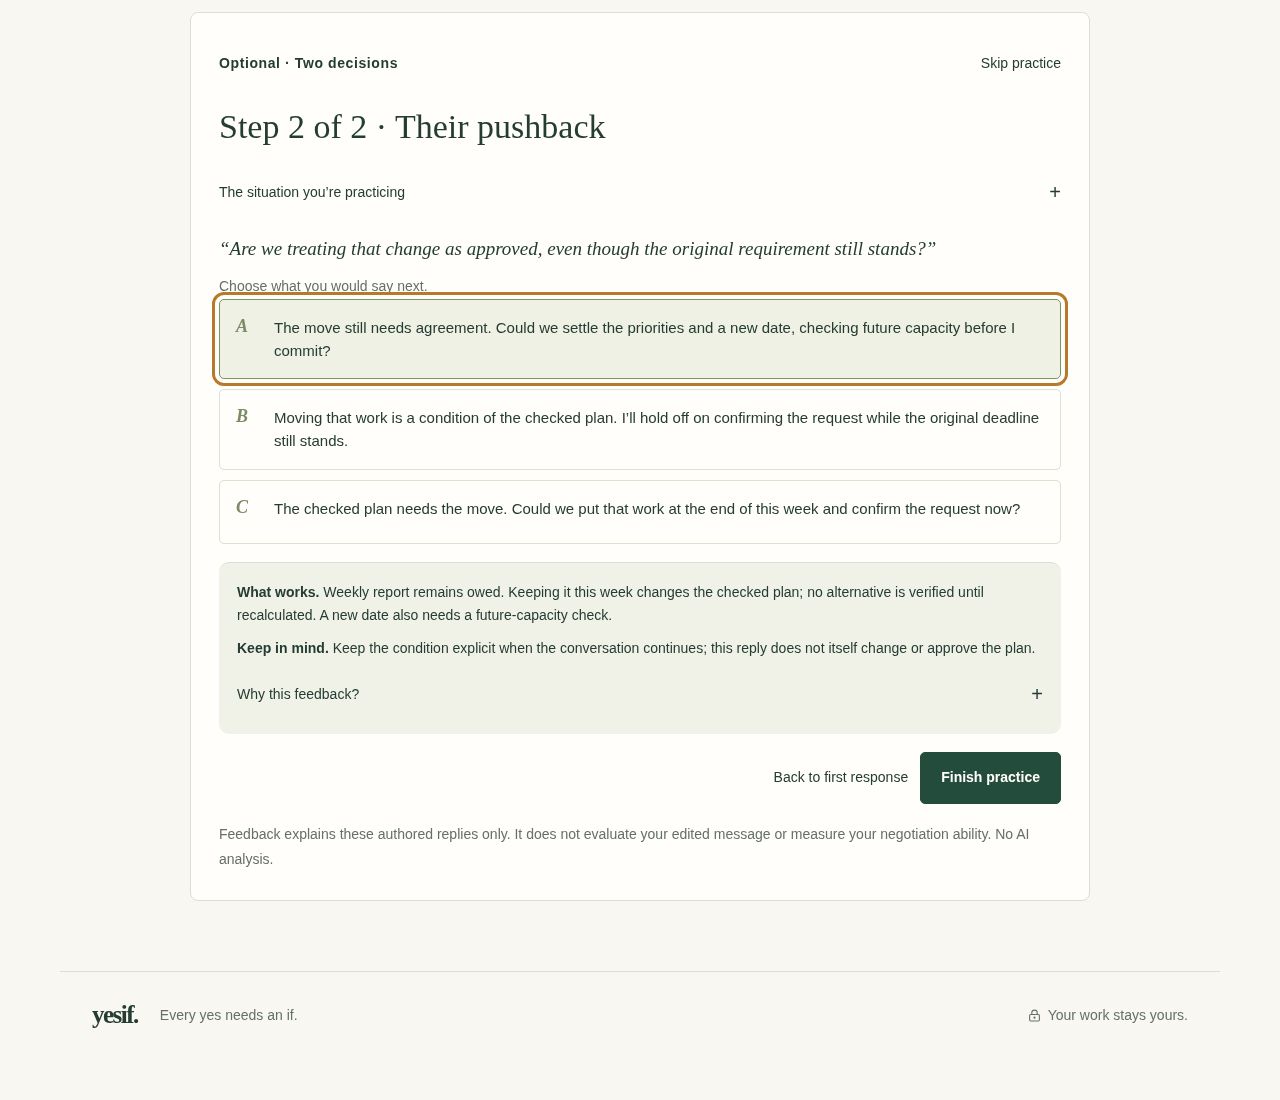 Optional · Two decisions
Skip practice
Step 2 of 2 · Their pushback
The situation you’re practicing
+
“Are we treating that change as approved, even though the original requirement still stands?”
Choose what you would say next.
A
The move still needs agreement. Could we settle the priorities and a new date, checking future capacity before I
commit?
B
Moving that work is a condition of the checked plan. I’ll hold off on confirming the request while the original deadline
still stands.
C
The checked plan needs the move. Could we put that work at the end of this week and confirm the request now?
What works. Weekly report remains owed. Keeping it this week changes the checked plan; no alternative is verified until
recalculated. A new date also needs a future-capacity check.
Keep in mind. Keep the condition explicit when the conversation continues; this reply does not itself change or approve the plan.
Why this feedback?
+
Back to first response
Finish practice
Feedback explains these authored replies only. It does not evaluate your edited message or measure your negotiation ability. No AI
analysis.
yesif.
Every yes needs an if.
Your work stays yours.